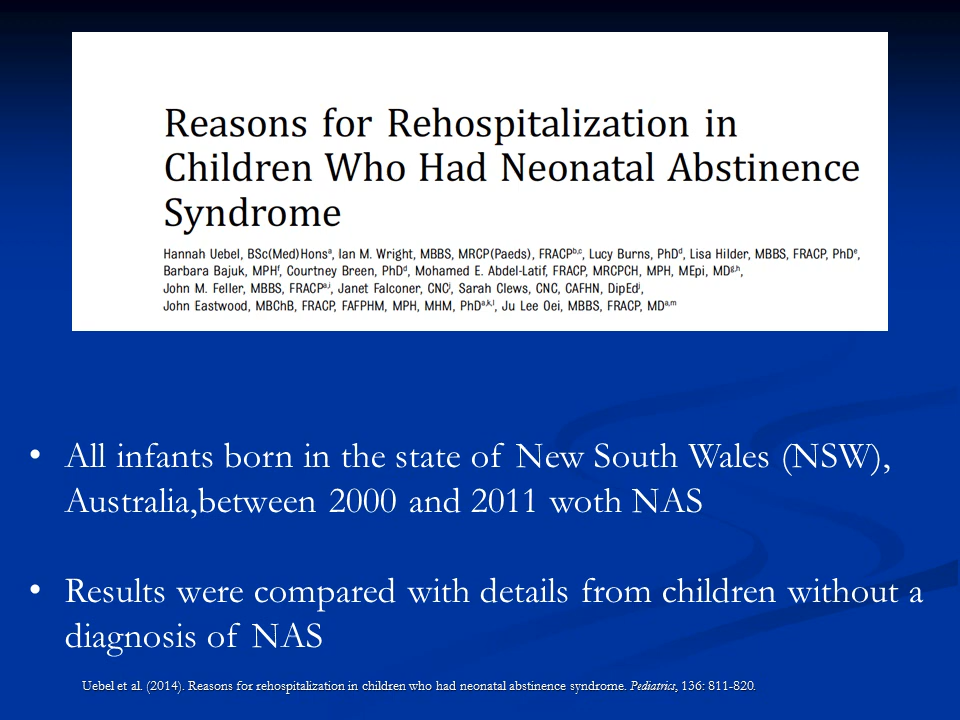 Reasons for Rehospitalization in
Children Who Had Neonatal Abstinence
Syndrome
Hannah Uebel, BSc(Med)Honsᵃ, Ian M. Wright, MBBS, MRCP(Paeds), FRACPᵇ,ᶜ, Lucy Burns, PhDᵈ, Lisa Hilder, MBBS, FRACP, PhDᵉ,
Barbara Bajuk, MPHᶠ, Courtney Breen, PhDᵈ, Mohamed E. Abdel-Latif, FRACP, MRCPCH, MPH, MEpi, MDᵍ,ʰ,
John M. Feller, MBBS, FRACPᵃ,ⁱ, Janet Falconer, CNCʲ, Sarah Clews, CNC, CAFHN, DipEdʲ,
John Eastwood, MBChB, FRACP, FAFPHM, MPH, MHM, PhDᵃ,ᵏ,ˡ, Ju Lee Oei, MBBS, FRACP, MDᵃ,ᵐ
• All infants born in the state of New South Wales (NSW),
Australia,between 2000 and 2011 woth NAS
• Results were compared with details from children without a
diagnosis of NAS
Uebel et al. (2014). Reasons for rehospitalization in children who had neonatal abstinence syndrome. Pediatrics, 136: 811-820.